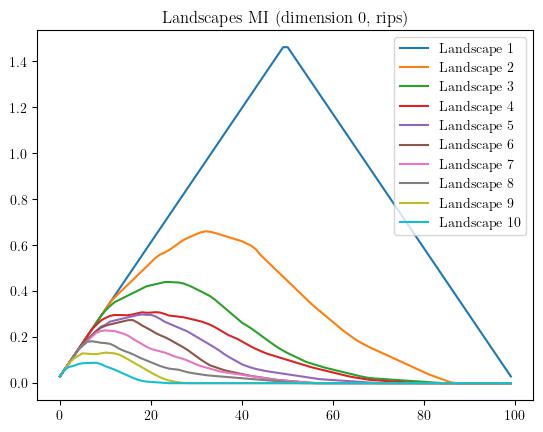 Landscapes MI (dimension 0, rips)
1.4
1.2
1.0
0.8
0.6
0.4
0.2
0.0
0 20 40 60 80 100
Landscape 1
Landscape 2
Landscape 3
Landscape 4
Landscape 5
Landscape 6
Landscape 7
Landscape 8
Landscape 9
Landscape 10